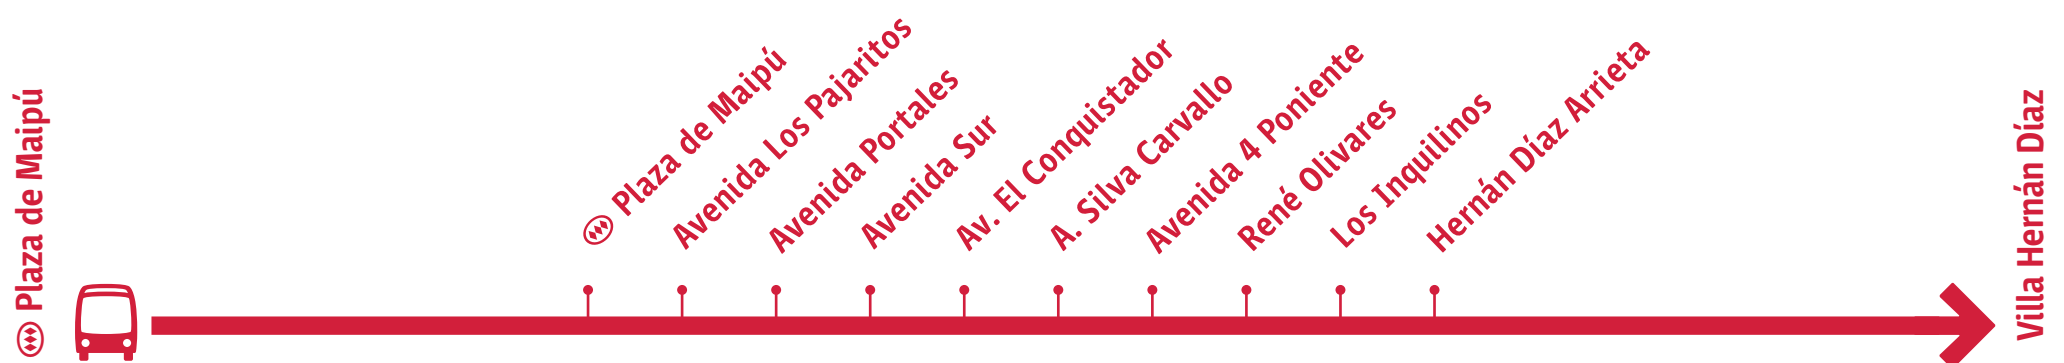 Plaza de Maipú
Plaza de Maipú
Avenida Los Pajaritos
Avenida Portales
Avenida Sur
Av. El Conquistador
A. Silva Carvallo
Avenida 4 Poniente
René Olivares
Los Inquilinos
Hernán Díaz Arrieta
Villa Hernán Díaz